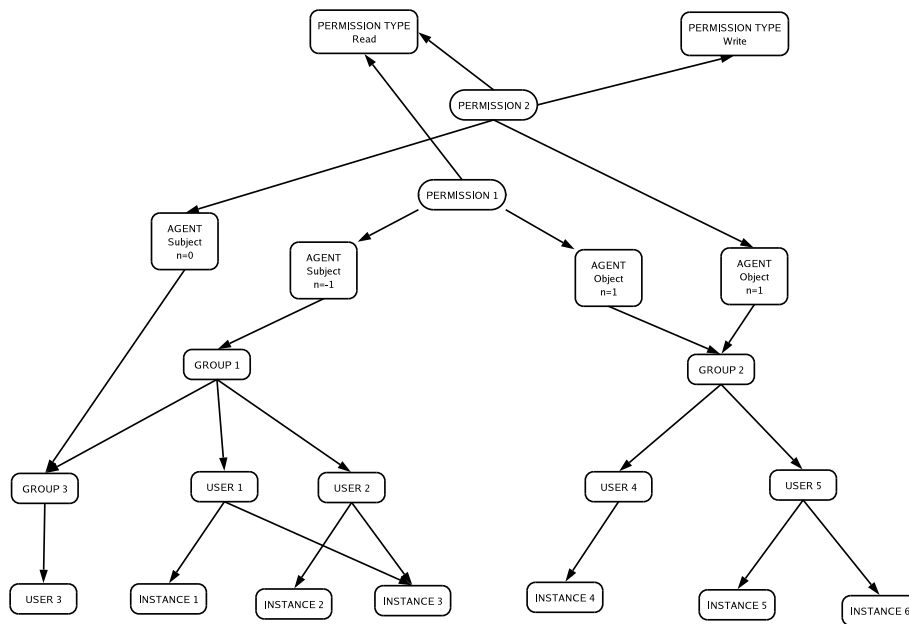 PERMISSION TYPE
Read
PERMISSION TYPE
Write
PERMISSION 2
PERMISSION 1
AGENT
Subject
n=0
AGENT
Subject
n=-1
AGENT
Object
n=1
AGENT
Object
n=1
GROUP 1
GROUP 2
GROUP 3
USER 1
USER 2
USER 4
USER 5
USER 3
INSTANCE 1
INSTANCE 2
INSTANCE 3
INSTANCE 4
INSTANCE 5
INSTANCE 6